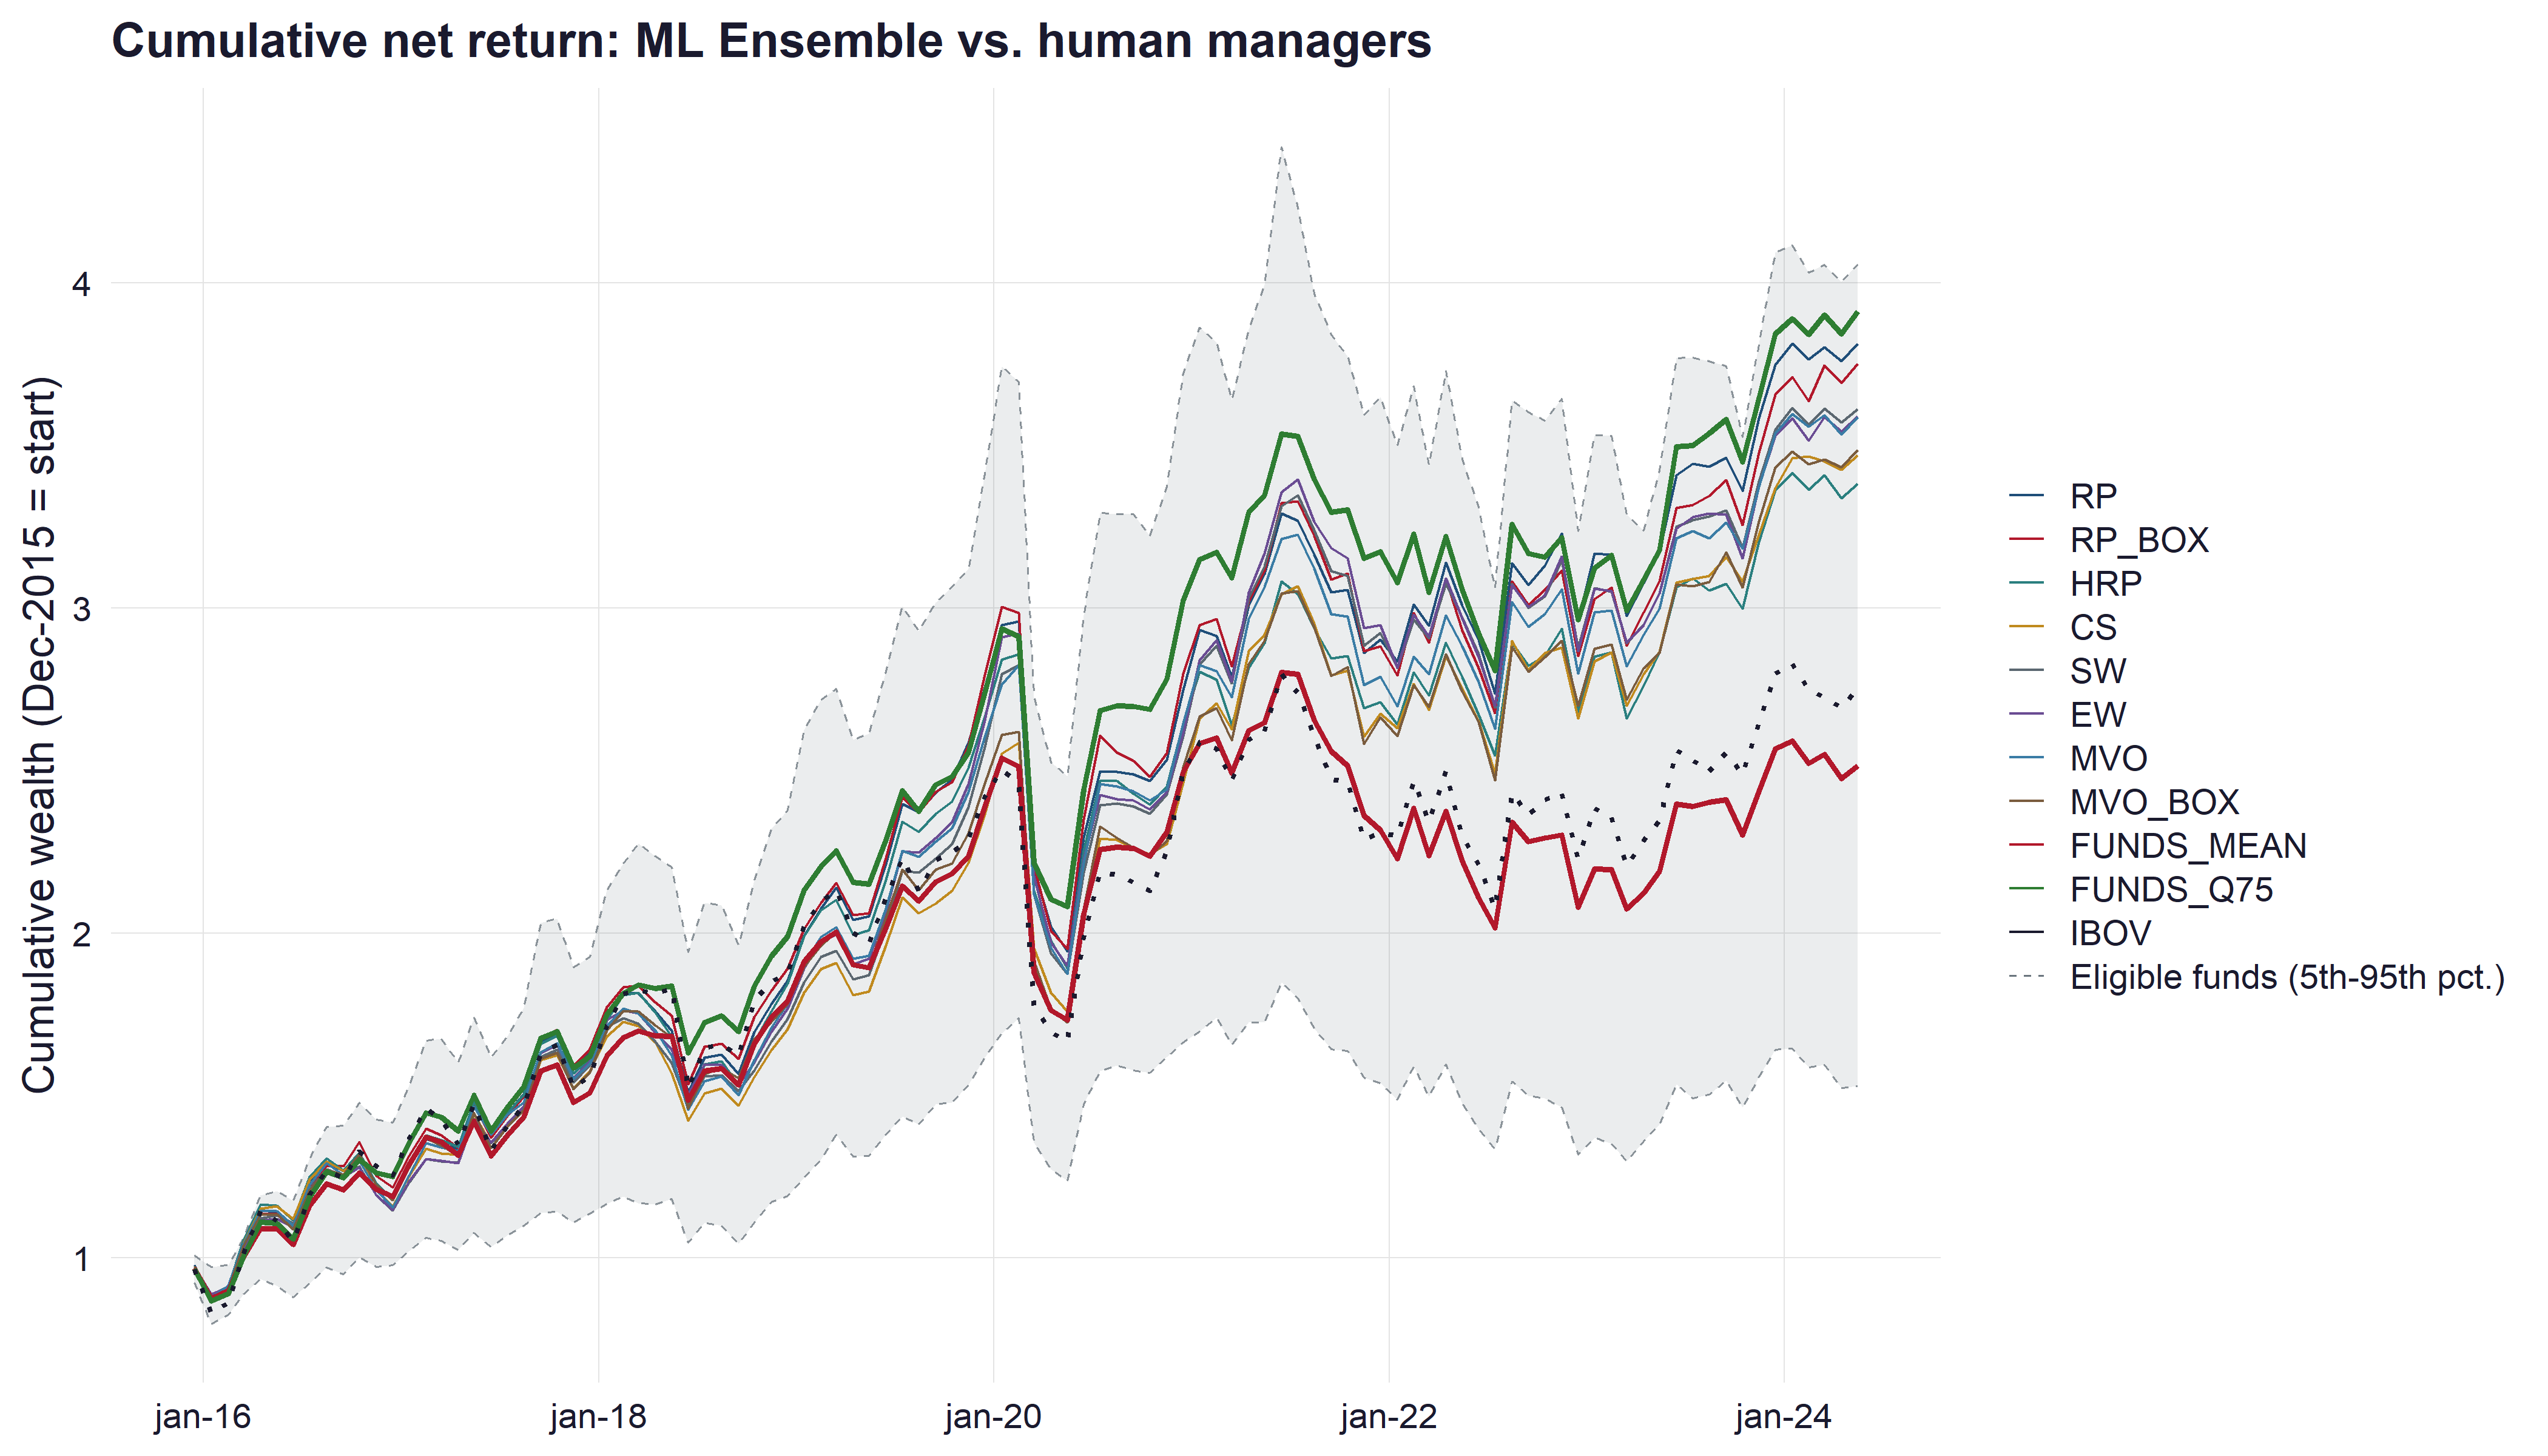 Cumulative net return: ML Ensemble vs. human managers
Cumulative wealth (Dec-2015 = start)
4
3
2
1
jan-16
jan-18
jan-20
jan-22
jan-24
RP
RP_BOX
HRP
CS
SW
EW
MVO
MVO_BOX
FUNDS_MEAN
FUNDS_Q75
IBOV
Eligible funds (5th-95th pct.)